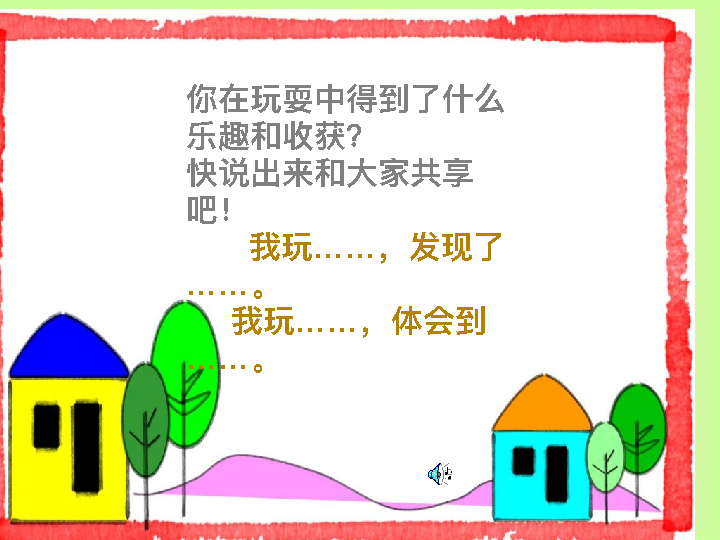 你在玩耍中得到了什么
乐趣和收获？
快说出来和大家共享
吧！
我玩……，发现了
……。
我玩……，体会到
……。